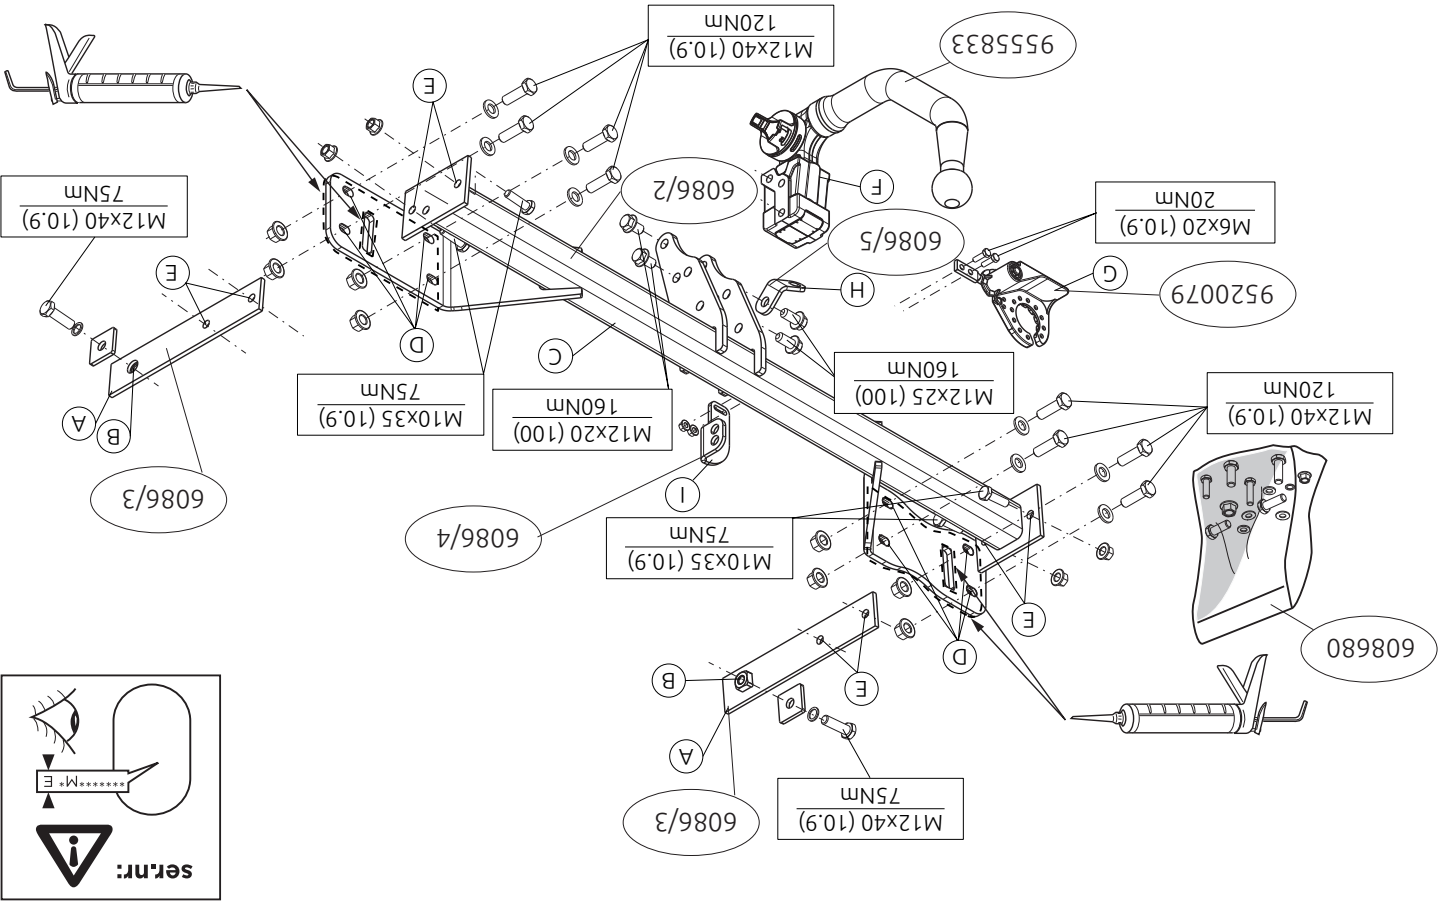 ser.nr:
*******M* E
M12x40 (10.9)
75Nm
6086/3
A
E
B
608680
D
E
M10x35 (10.9)
75Nm
6086/4
6086/3
I
B
A
M12x40 (10.9)
120Nm
M12x20 (100)
160Nm
M10x35 (10.9)
75Nm
M12x25 (100)
160Nm
C
D
9520079
H
G
E
6086/5
M6x20 (10.9)
20Nm
M12x40 (10.9)
75Nm
6086/2
F
E
9555833
M12x40 (10.9)
120Nm